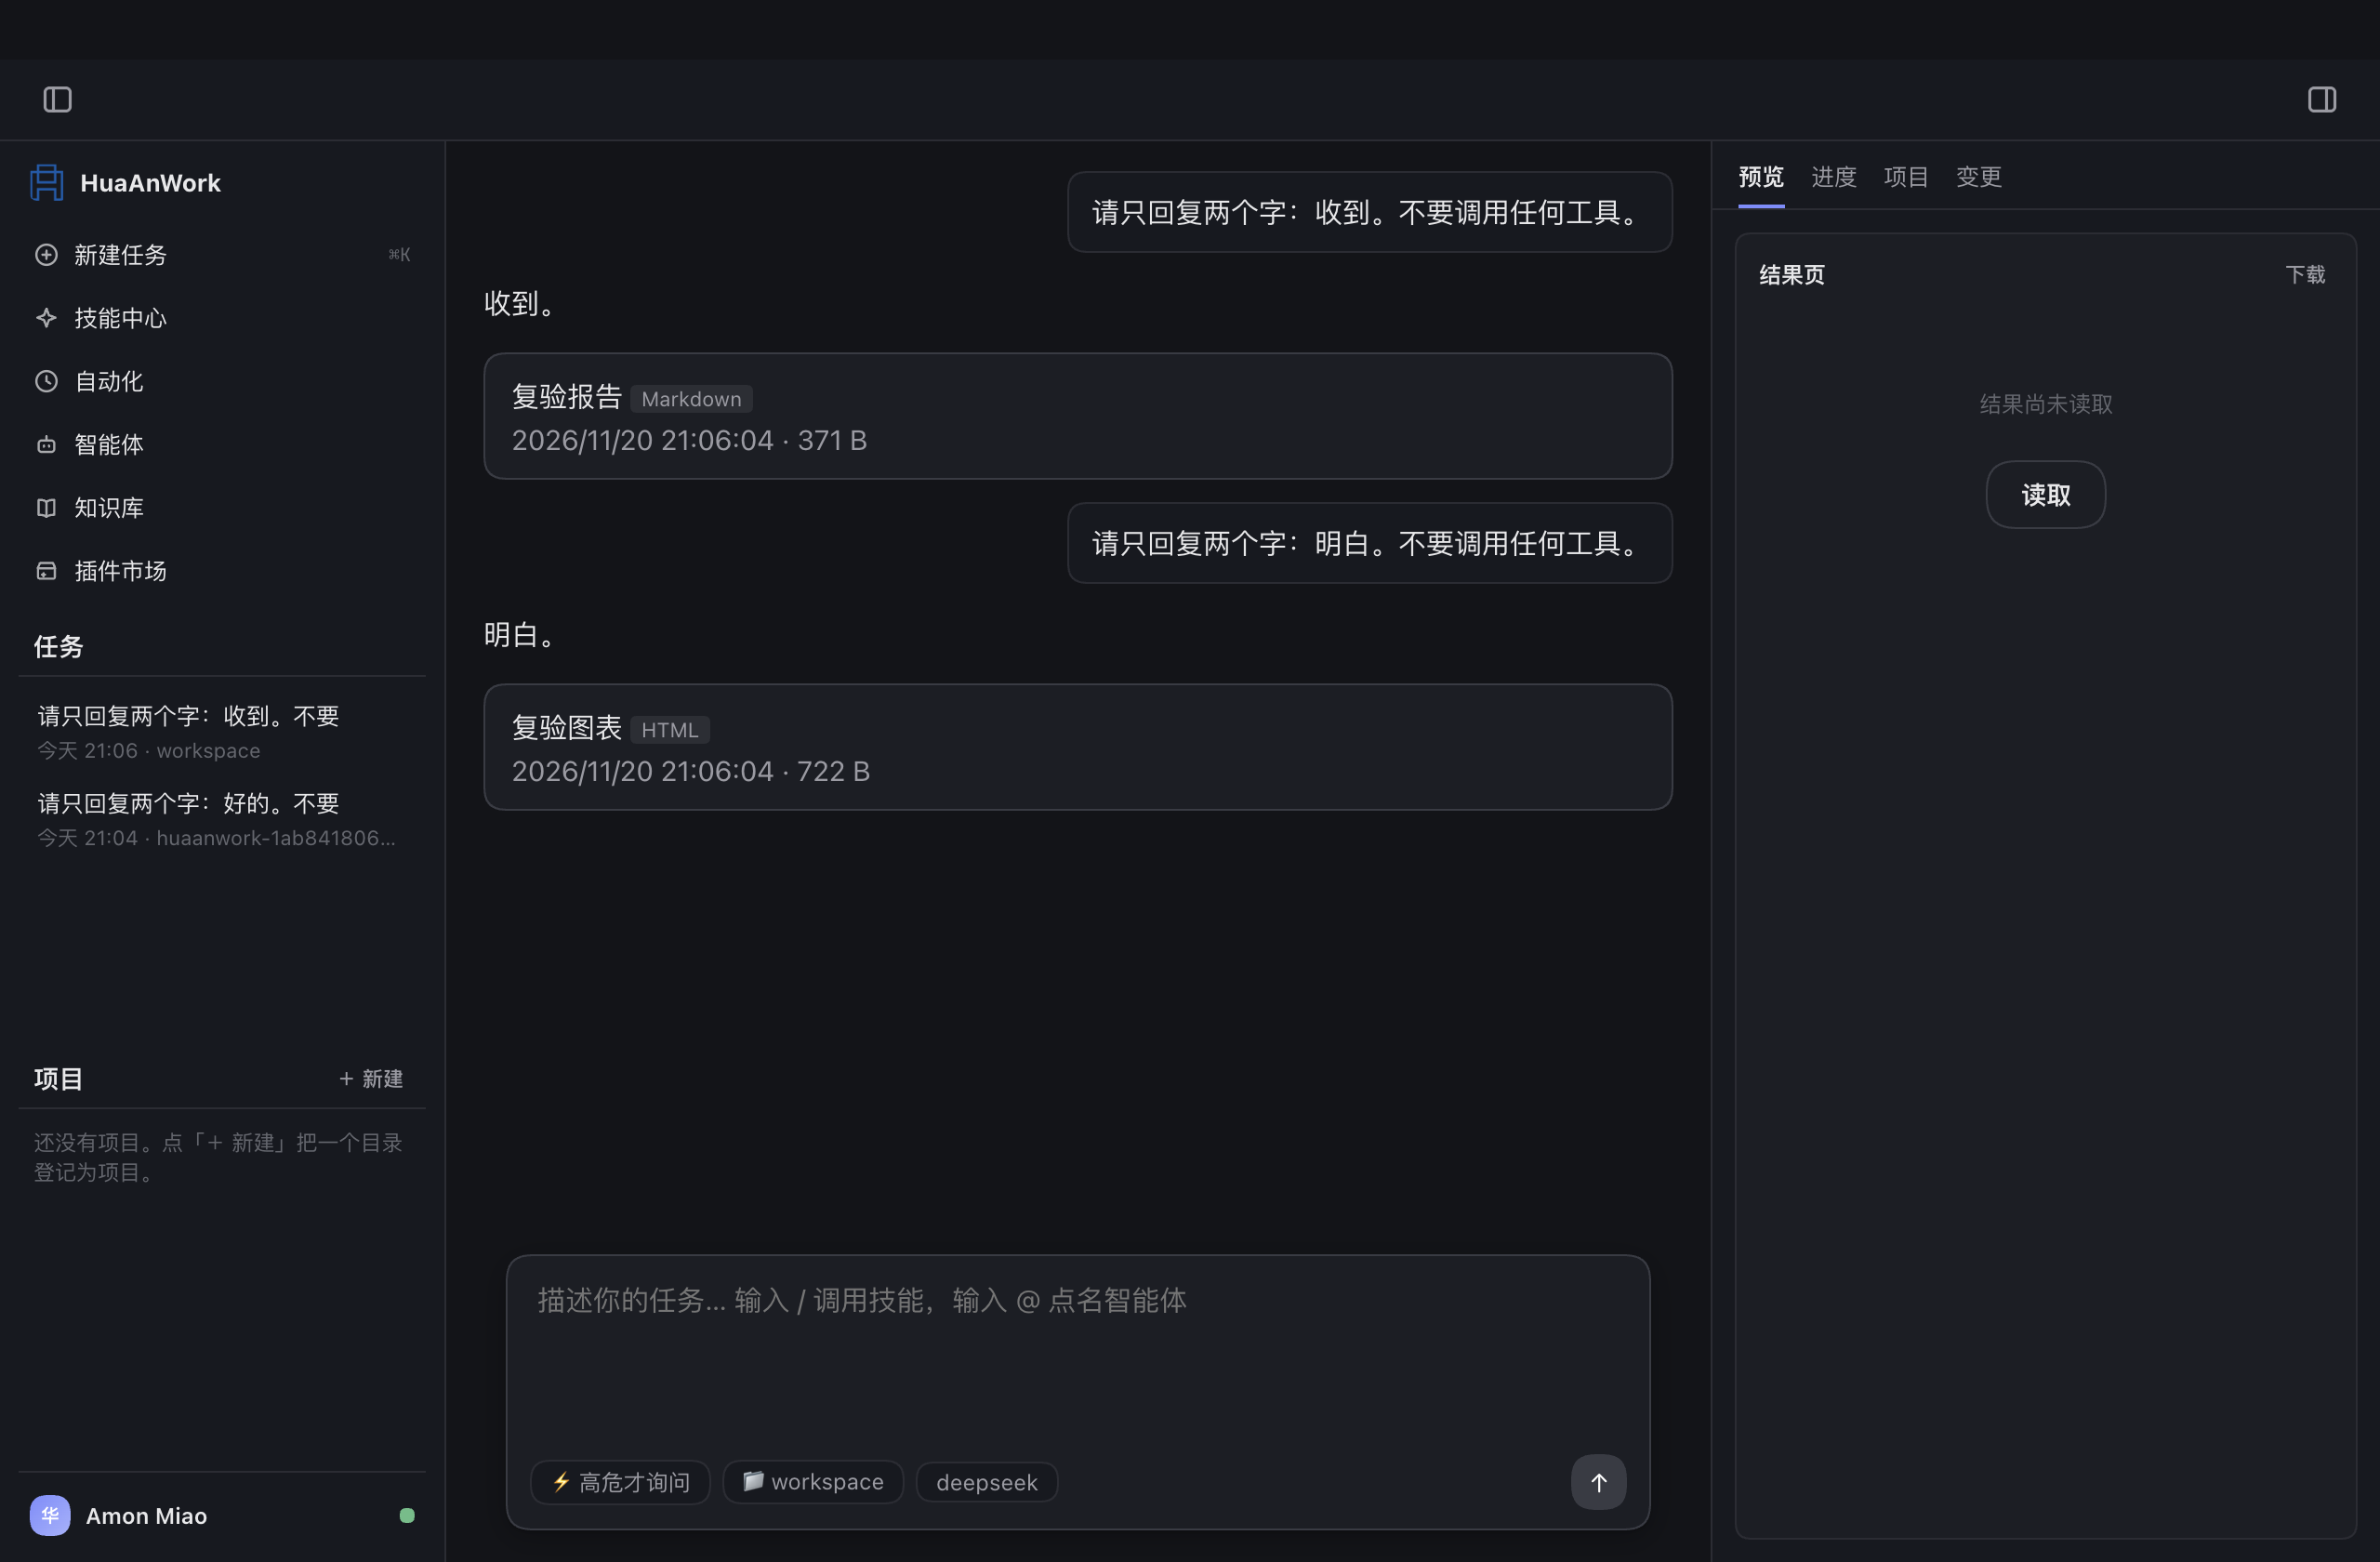 HuaAnWork
新建任务 ⌘K
技能中心
自动化
智能体
知识库
插件市场
任务
请只回复两个字：收到。不要
今天 21:06 · workspace
请只回复两个字：好的。不要
今天 21:04 · huaanwork-1ab841806...
项目 + 新建
还没有项目。点「＋ 新建」把一个目录
登记为项目。
华 Amon Miao
请只回复两个字：收到。不要调用任何工具。
收到。
复验报告 Markdown
2026/11/20 21:06:04 · 371 B
请只回复两个字：明白。不要调用任何工具。
明白。
复验图表 HTML
2026/11/20 21:06:04 · 722 B
描述你的任务... 输入 / 调用技能，输入 @ 点名智能体
高危才询问 workspace deepseek
预览 进度 项目 变更
结果页 下载
结果尚未读取
读取